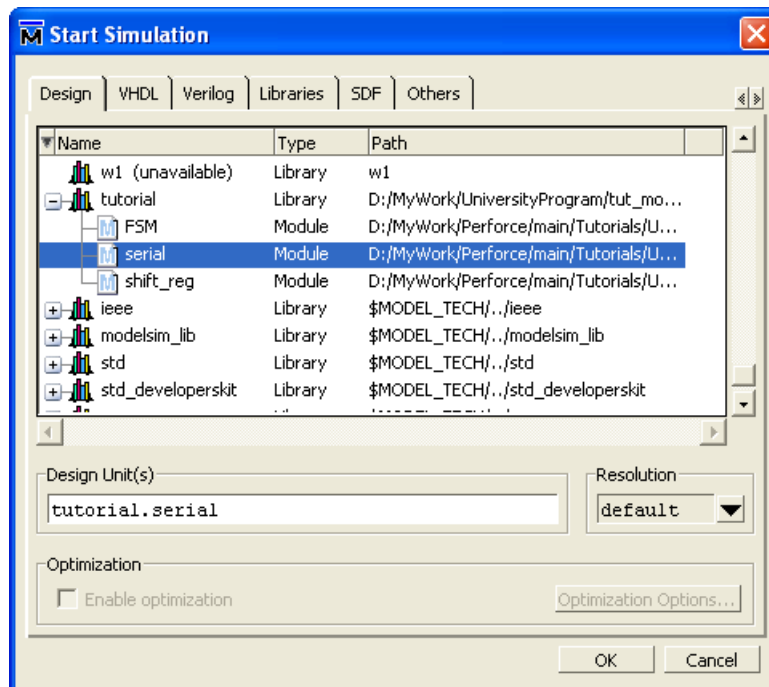 Start Simulation
Design VHDL Verilog Libraries SDF Others
Name Type Path
w1 (unavailable) Library w1
tutorial Library D:/MyWork/UniversityProgram/tut_mo...
FSM Module D:/MyWork/Perforce/main/Tutorials/U...
serial Module D:/MyWork/Perforce/main/Tutorials/U...
shift_reg Module D:/MyWork/Perforce/main/Tutorials/U...
ieee Library $MODEL_TECH/../ieee
modelsim_lib Library $MODEL_TECH/../modelsim_lib
std Library $MODEL_TECH/../std
std_developerskit Library $MODEL_TECH/../std_developerskit
Design Unit(s) Resolution
tutorial.serial default
Optimization
Enable optimization Optimization Options...
OK Cancel